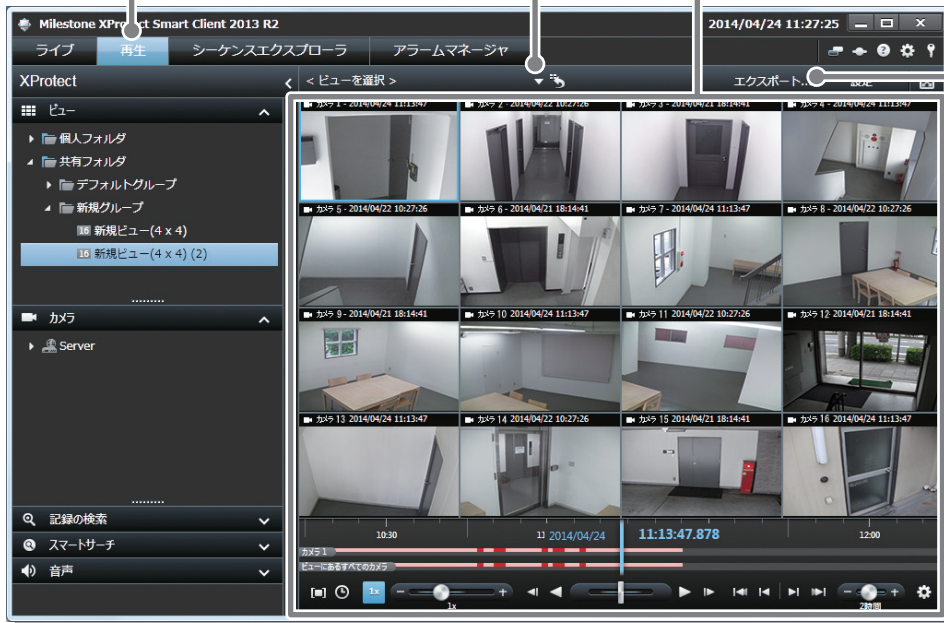 Milestone XProtect Smart Client 2013 R2
2014/04/24 11:27:25
ライブ 再生 シーケンスエクスプローラ アラームマネージャ
XProtect
< ビューを選択 >
エクスポート... 設定
ビュー
個人フォルダ
共有フォルダ
デフォルトグループ
新規グループ
16 新規ビュー(4 x 4)
16 新規ビュー(4 x 4) (2)
カメラ
Server
記録の検索
スマートサーチ
音声
カメラ 1 - 2014/04/24 11:13:47
カメラ 2 - 2014/04/22 10:27:26
カメラ 3 - 2014/04/21 18:14:41
カメラ 4 - 2014/04/24 11:13:47
カメラ 5 - 2014/04/22 10:27:26
カメラ 6 - 2014/04/21 18:14:41
カメラ 7 - 2014/04/24 11:13:47
カメラ 8 - 2014/04/22 10:27:26
カメラ 9 - 2014/04/21 18:14:41
カメラ 10 2014/04/24 11:13:47
カメラ 11 2014/04/22 10:27:26
カメラ 12 2014/04/21 18:14:41
カメラ 13 2014/04/24 11:13:47
カメラ 14 2014/04/22 10:27:26
カメラ 15 2014/04/21 18:14:41
カメラ 16 2014/04/24 11:13:47
10:30 11 2014/04/24 11:13:47.878 12:00
カメラ 1
ビューにあるすべてのカメラ
1x
1x
2時間